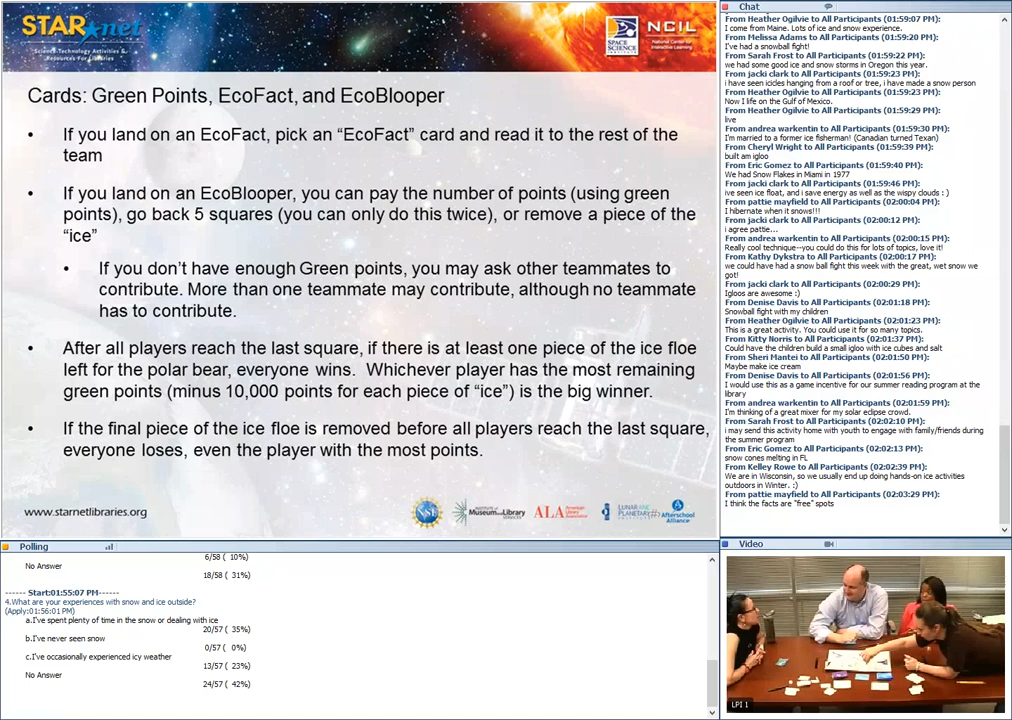 STAR net
Science-Technology Activities &
Resources For Libraries
SPACE
SCIENCE
INSTITUTE
NCIL
National Center for
Interactive Learning
Cards: Green Points, EcoFact, and EcoBlooper
• If you land on an EcoFact, pick an “EcoFact” card and read it to the rest of the
team
• If you land on an EcoBlooper, you can pay the number of points (using green
points), go back 5 squares (you can only do this twice), or remove a piece of the
“ice”
• If you don’t have enough Green points, you may ask other teammates to
contribute. More than one teammate may contribute, although no teammate
has to contribute.
• After all players reach the last square, if there is at least one piece of the ice floe
left for the polar bear, everyone wins. Whichever player has the most remaining
green points (minus 10,000 points for each piece of “ice”) is the big winner.
• If the final piece of the ice floe is removed before all players reach the last square,
everyone loses, even the player with the most points.
www.starnetlibraries.org
NSF
INSTITUTE of
Museum and Library
SERVICES
ALA American
Library
Association
LUNAR AND
PLANETARY
INSTITUTE
Afterschool
Alliance
Polling
6/58 ( 10%)
No Answer
18/58 ( 31%)
------ Start:01:55:07 PM------
4.What are your experiences with snow and ice outside?
(Apply:01:56:01 PM)
a.I've spent plenty of time in the snow or dealing with ice
20/57 ( 35%)
b.I've never seen snow
0/57 ( 0%)
c.I've occasionally experienced icy weather
13/57 ( 23%)
No Answer
24/57 ( 42%)
Chat
From Heather Ogilvie to All Participants (01:59:07 PM):
I come from Maine. Lots of ice and snow experience.
From Melissa Adams to All Participants (01:59:20 PM):
I've had a snowball fight!
From Sarah Frost to All Participants (01:59:22 PM):
we had some good ice and snow storms in Oregon this year.
From jacki clark to All Participants (01:59:23 PM):
i have seen icicles hanging from a roof or tree, i have made a snow person
From Heather Ogilvie to All Participants (01:59:23 PM):
Now I life on the Gulf of Mexico.
From Heather Ogilvie to All Participants (01:59:29 PM):
live
From andrea warkentin to All Participants (01:59:30 PM):
I'm married to a former ice fisherman! (Canadian turned Texan)
From Cheryl Wright to All Participants (01:59:39 PM):
built am igloo
From Eric Gomez to All Participants (01:59:40 PM):
We had Snow Flakes in Miami in 1977
From jacki clark to All Participants (01:59:46 PM):
ive seen ice float, and i save energy as well as the wispy clouds : )
From pattie mayfield to All Participants (02:00:04 PM):
I hibernate when it snows!!!
From jacki clark to All Participants (02:00:12 PM):
i agree pattie...
From andrea warkentin to All Participants (02:00:15 PM):
Really cool technique--you could do this for lots of topics, love it!
From Kathy Dykstra to All Participants (02:00:17 PM):
we could have had a snow ball fight this week with the great, wet snow we
got!
From jacki clark to All Participants (02:00:29 PM):
Igloos are awesome :)
From Denise Davis to All Participants (02:01:18 PM):
Snowball fight with my children
From Heather Ogilvie to All Participants (02:01:23 PM):
This is a great activity. You could use it for so many topics.
From Kitty Norris to All Participants (02:01:37 PM):
Could have the children build a small igloo with ice cubes and salt
From Sheri Mantei to All Participants (02:01:50 PM):
Maybe make ice cream
From Denise Davis to All Participants (02:01:56 PM):
I would use this as a game incentive for our summer reading program at the
library
From andrea warkentin to All Participants (02:01:59 PM):
I'm thinking of a great mixer for my solar eclipse crowd.
From Sarah Frost to All Participants (02:02:10 PM):
i may send this activity home with youth to engage with family/friends during
the summer program
From Eric Gomez to All Participants (02:02:13 PM):
snow cones melting in FL
From Kelley Rowe to All Participants (02:02:39 PM):
We are in Wisconsin, so we usually end up doing hands-on ice activities
outdoors in Winter. :)
From pattie mayfield to All Participants (02:03:29 PM):
I think the facts are "free" spots
Video
LPI 1